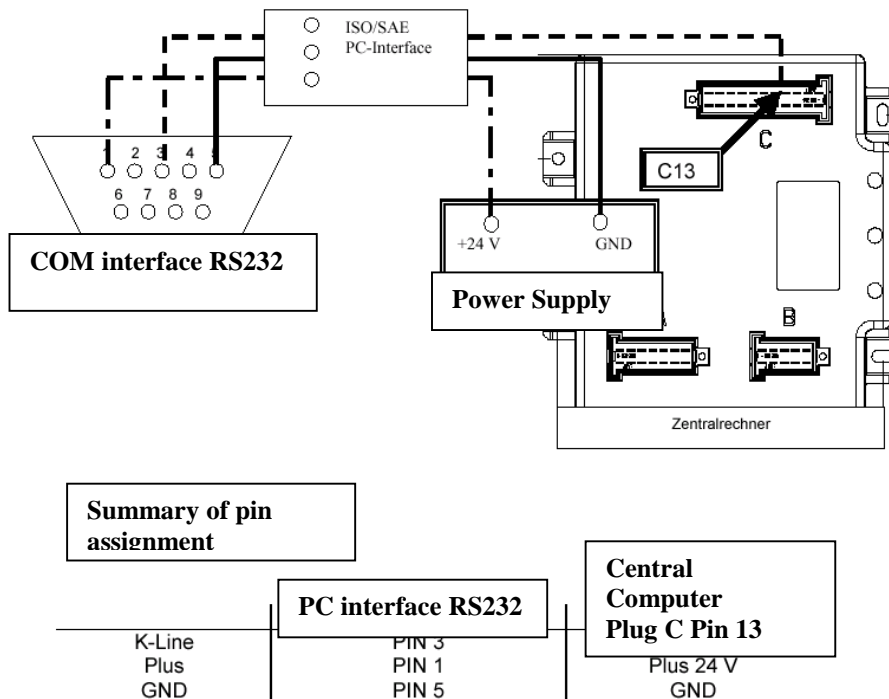 ISO/SAE
PC-Interface
1 2 3 4 5
6 7 8 9
COM interface RS232
+24 V GND
Power Supply
C13
C
B
Zentralrechner
Summary of pin
assignment
PC interface RS232
Central
Computer
Plug C Pin 13
K-Line PIN 3
Plus PIN 1 Plus 24 V
GND PIN 5 GND